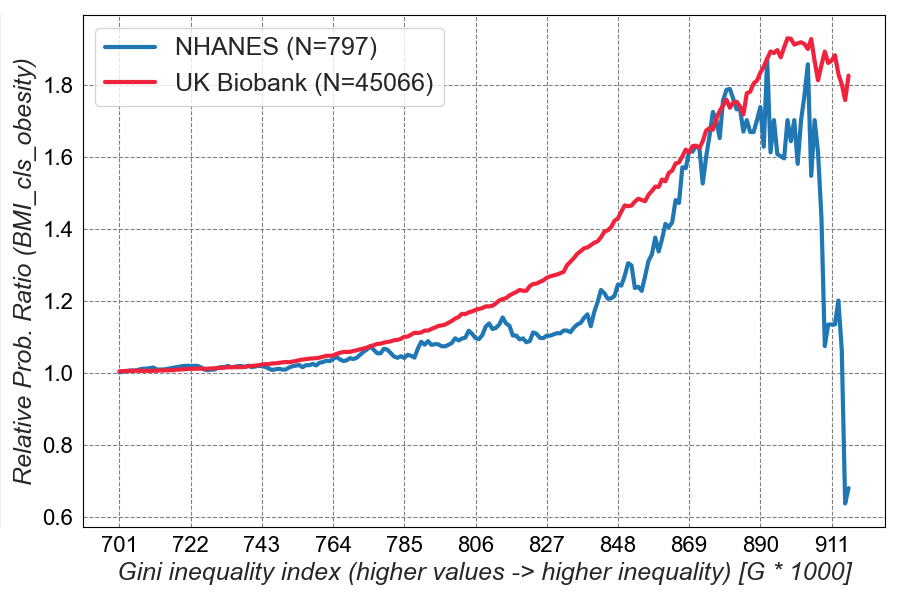 NHANES (N=797)
UK Biobank (N=45066)
Relative Prob. Ratio (BMI_cls_obesity)
1.8
1.6
1.4
1.2
1.0
0.8
0.6
701 722 743 764 785 806 827 848 869 890 911
Gini inequality index (higher values -> higher inequality) [G * 1000]